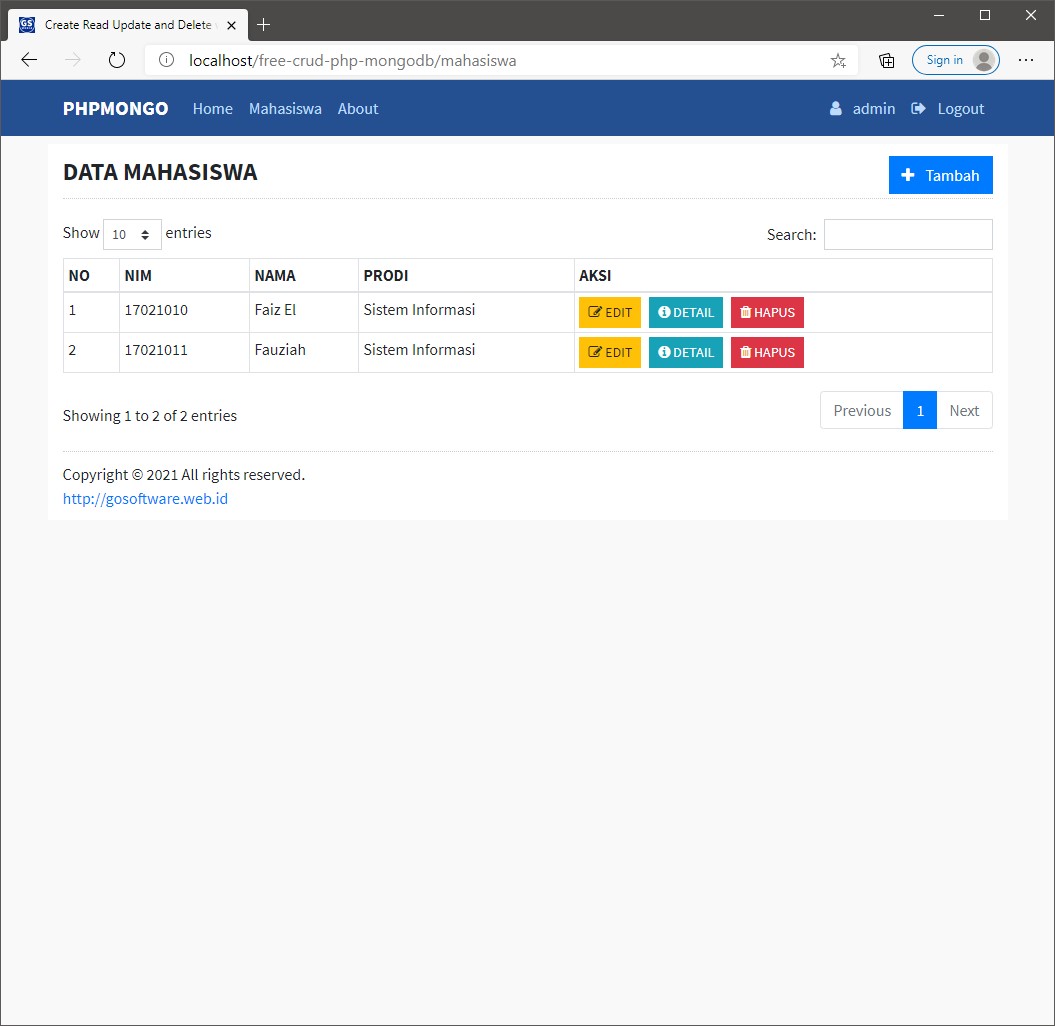 GS
Create Read Update and Delete
localhost/free-crud-php-mongodb/mahasiswa
Sign in
PHPMONGO Home Mahasiswa About admin Logout
DATA MAHASISWA
Tambah
Show 10 entries
Search:
NO NIM NAMA PRODI AKSI
1 17021010 Faiz El Sistem Informasi EDIT DETAIL HAPUS
2 17021011 Fauziah Sistem Informasi EDIT DETAIL HAPUS
Showing 1 to 2 of 2 entries
Previous 1 Next
Copyright © 2021 All rights reserved.
http://gosoftware.web.id